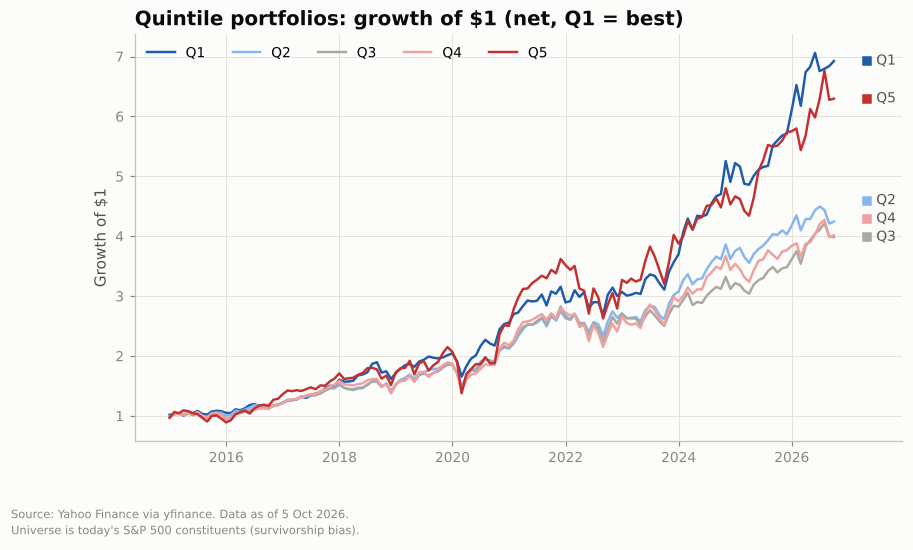 Quintile portfolios: growth of $1 (net, Q1 = best)
Q1 Q2 Q3 Q4 Q5
Growth of $1
7
6
5
4
3
2
1
Q1
Q5
Q2
Q4
Q3
2016 2018 2020 2022 2024 2026
Source: Yahoo Finance via yfinance. Data as of 5 Oct 2026.
Universe is today's S&P 500 constituents (survivorship bias).